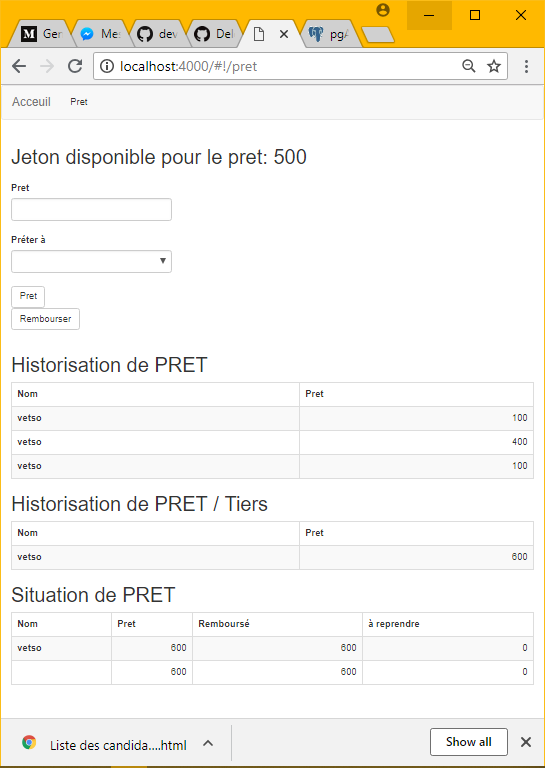 Ger
Mes
dev
Del
pgA
localhost:4000/#!/pret
Acceuil Pret
Jeton disponible pour le pret: 500
Pret
Préter à
Pret
Rembourser
Historisation de PRET
Nom Pret
vetso 100
vetso 400
vetso 100
Historisation de PRET / Tiers
Nom Pret
vetso 600
Situation de PRET
Nom Pret Remboursé à reprendre
vetso 600 600 0
600 600 0
Liste des candida....html
Show all